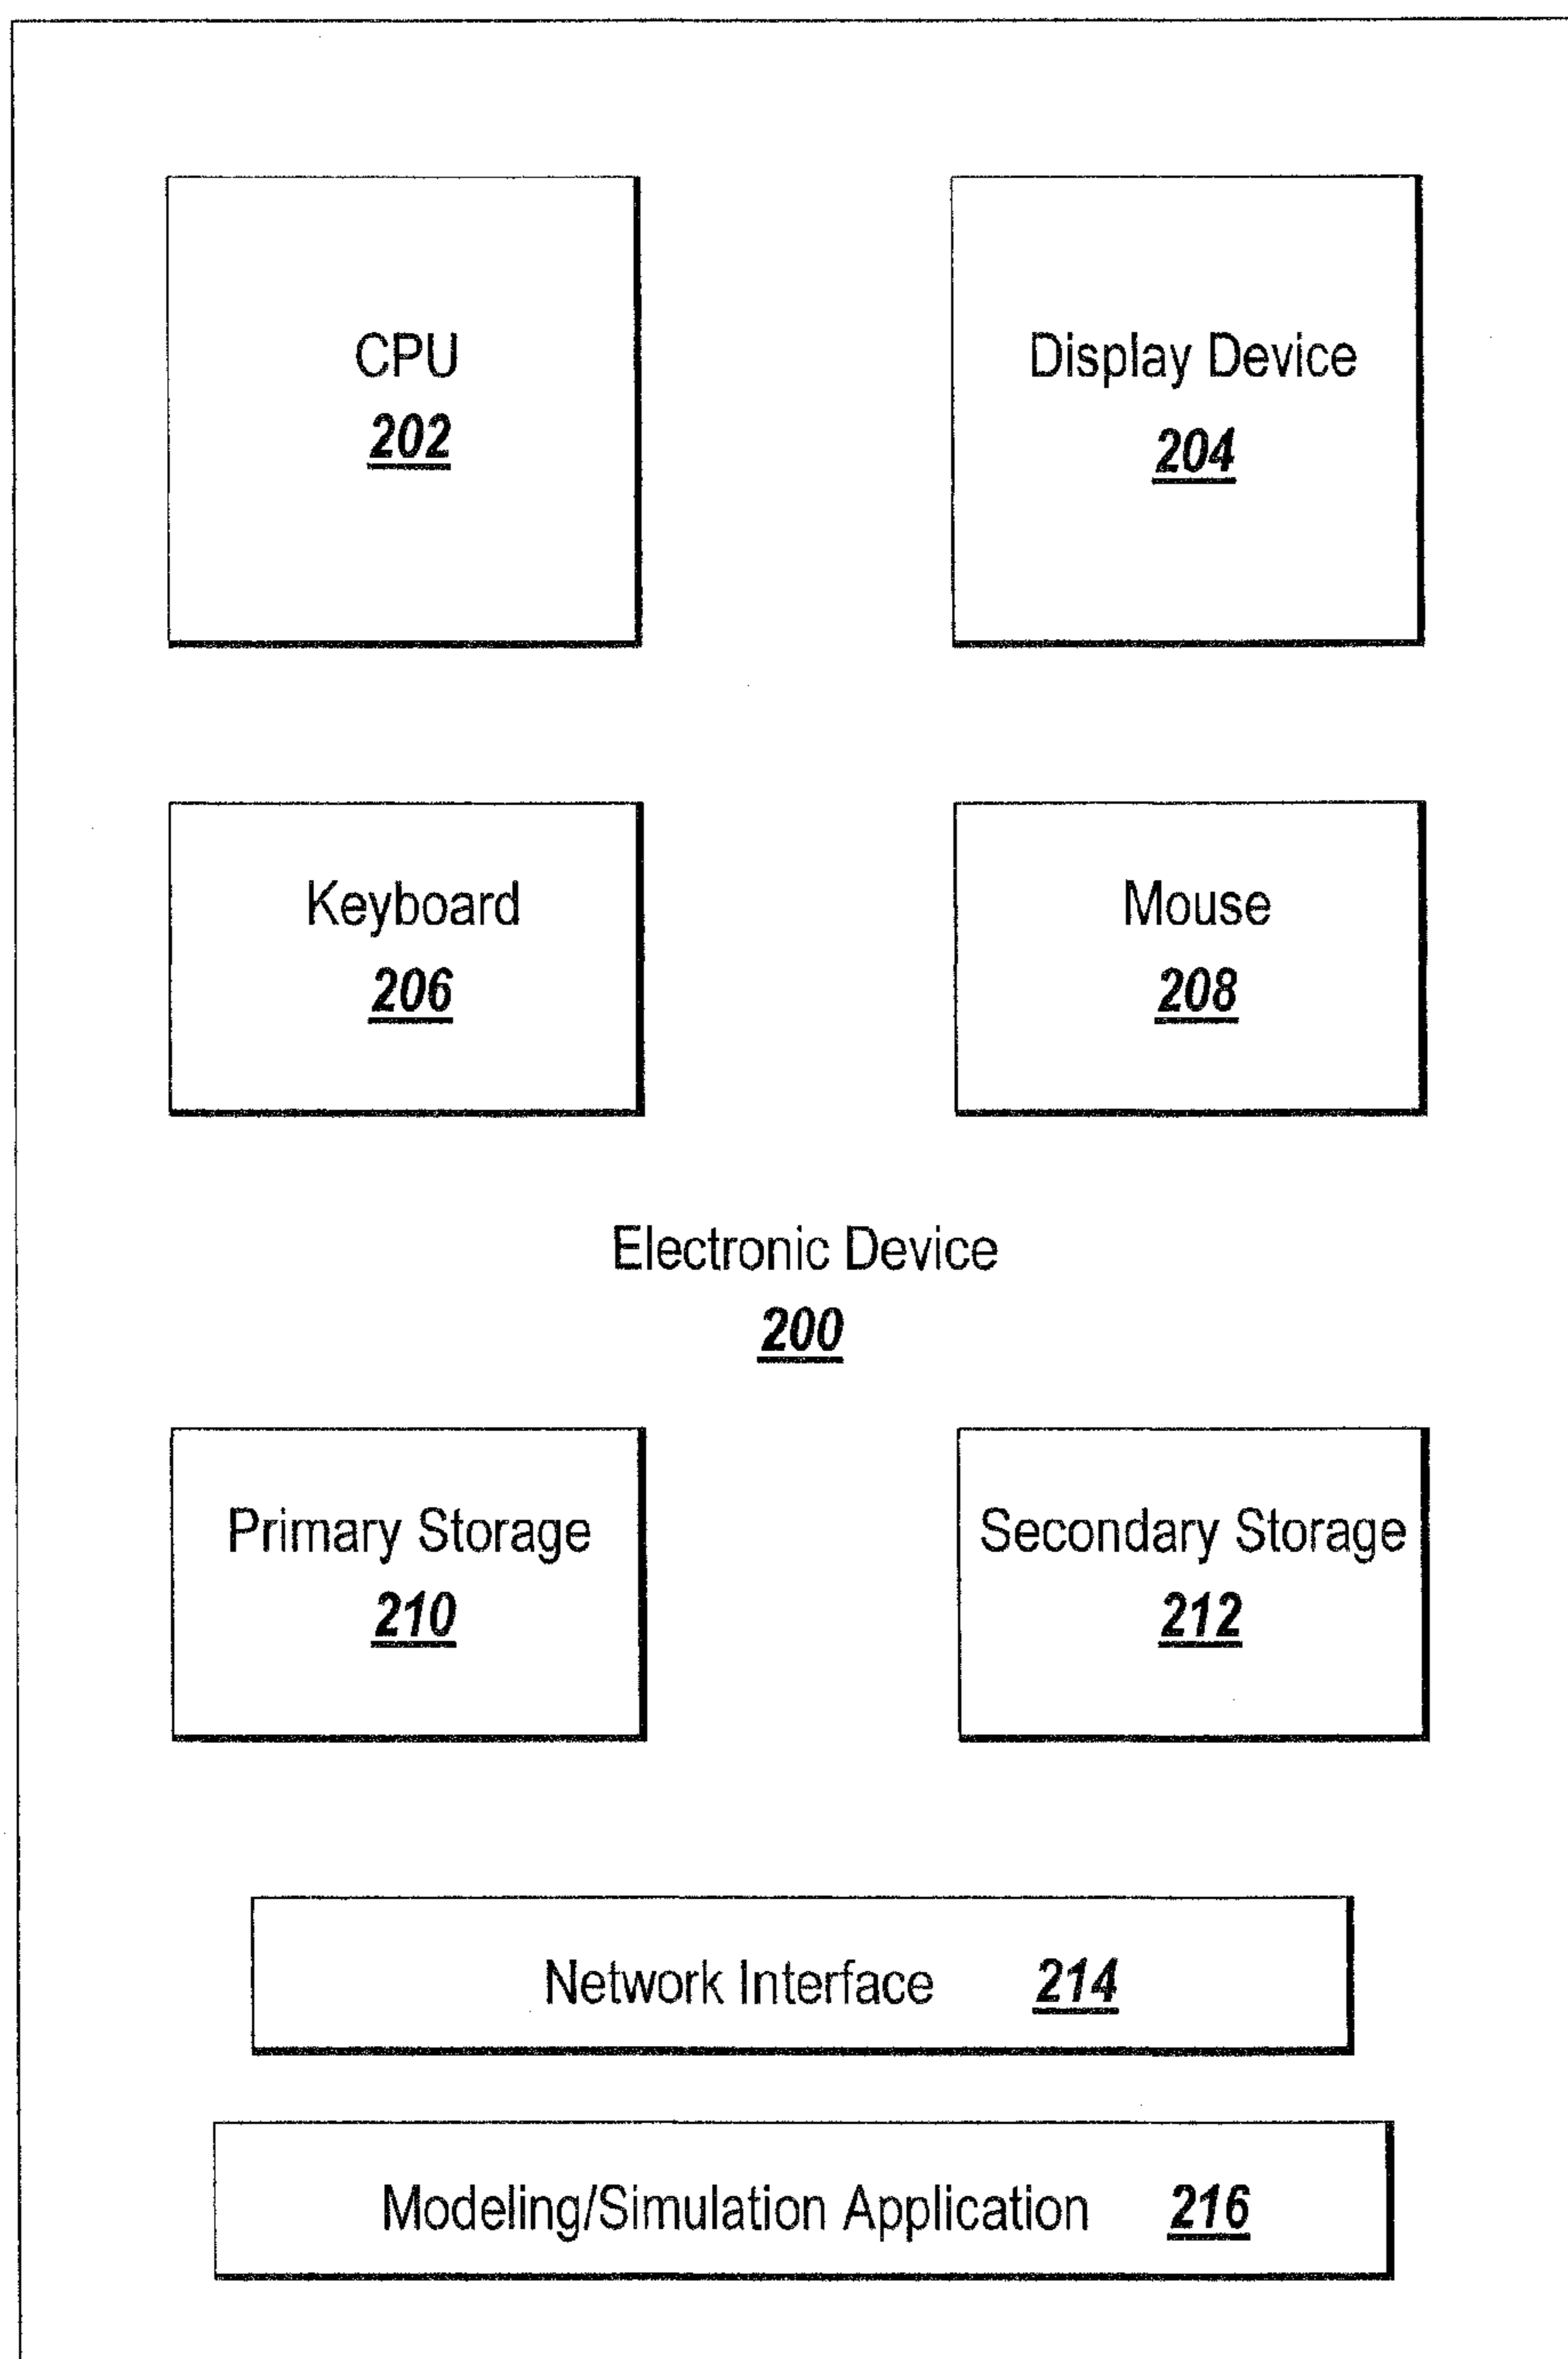 CPU
202
Display Device
204
Keyboard
206
Mouse
208
Electronic Device
200
Primary Storage
210
Secondary Storage
212
Network Interface 214
Modeling/Simulation Application 216